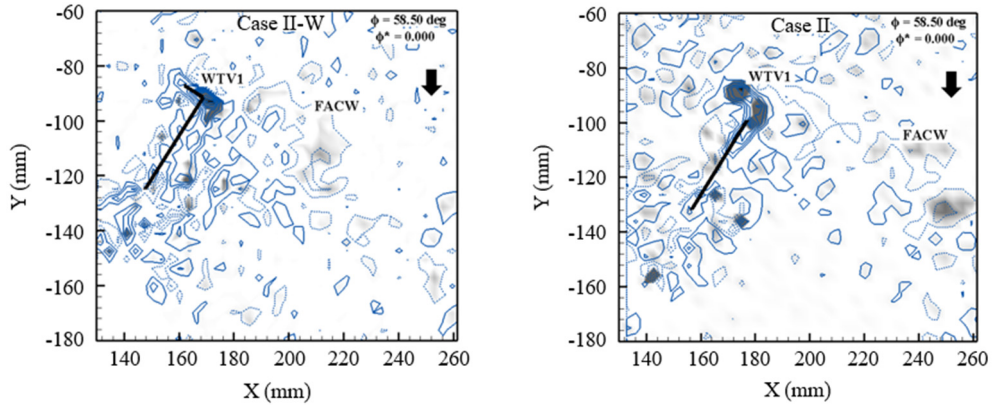 Case II-W
ϕ = 58.50 deg
ϕ* = 0.000
WTV1
FACW
-60
-80
-100
-120
-140
-160
-180
Y (mm)
140 160 180 200 220 240 260
X (mm)
Case II
ϕ = 58.50 deg
ϕ* = 0.000
WTV1
FACW
-60
-80
-100
-120
-140
-160
-180
Y (mm)
140 160 180 200 220 240 260
X (mm)